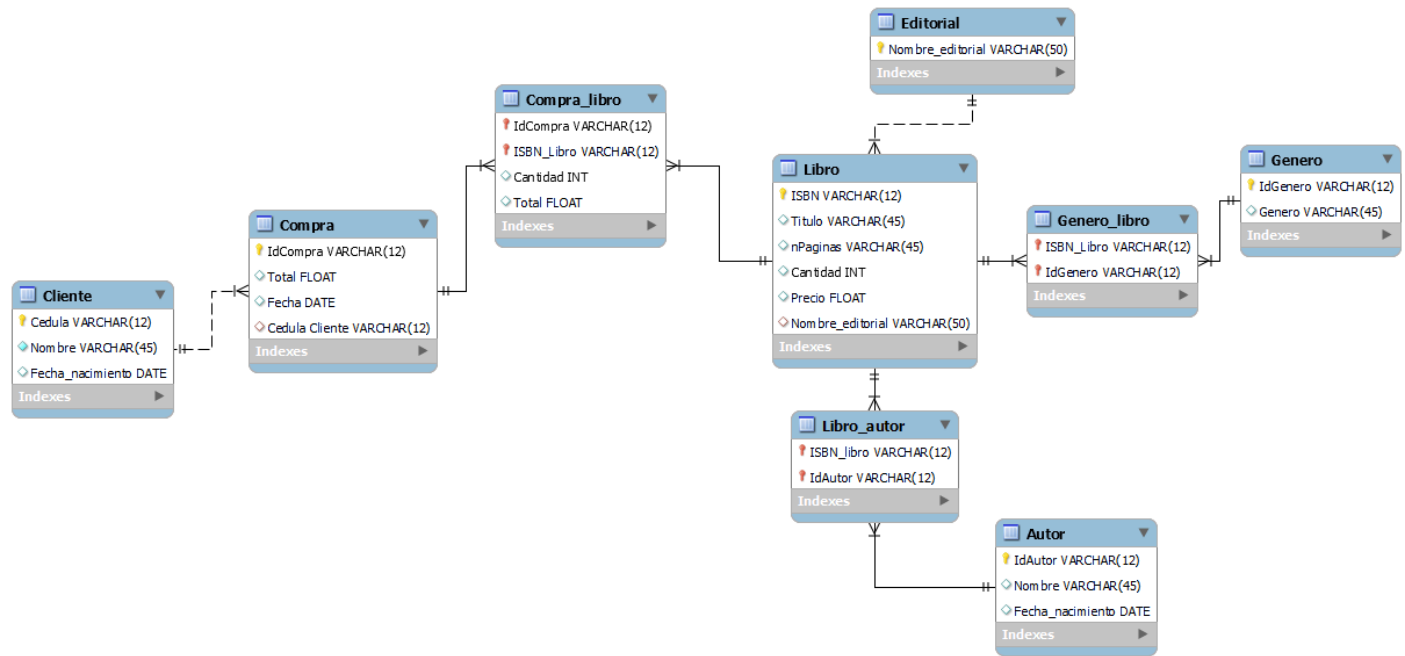 Editorial
Nombre_editorial VARCHAR(50)
Indexes
Compra_libro
IdCompra VARCHAR(12)
ISBN_Libro VARCHAR(12)
Cantidad INT
Total FLOAT
Indexes
Libro
ISBN VARCHAR(12)
Titulo VARCHAR(45)
nPaginas VARCHAR(45)
Cantidad INT
Precio FLOAT
Nombre_editorial VARCHAR(50)
Indexes
Genero
IdGenero VARCHAR(12)
Genero VARCHAR(45)
Indexes
Genero_libro
ISBN_Libro VARCHAR(12)
IdGenero VARCHAR(12)
Indexes
Compra
IdCompra VARCHAR(12)
Total FLOAT
Fecha DATE
Cedula Cliente VARCHAR(12)
Indexes
Cliente
Cedula VARCHAR(12)
Nombre VARCHAR(45)
Fecha_nacimiento DATE
Indexes
Libro_autor
ISBN_libro VARCHAR(12)
IdAutor VARCHAR(12)
Indexes
Autor
IdAutor VARCHAR(12)
Nombre VARCHAR(45)
Fecha_nacimiento DATE
Indexes